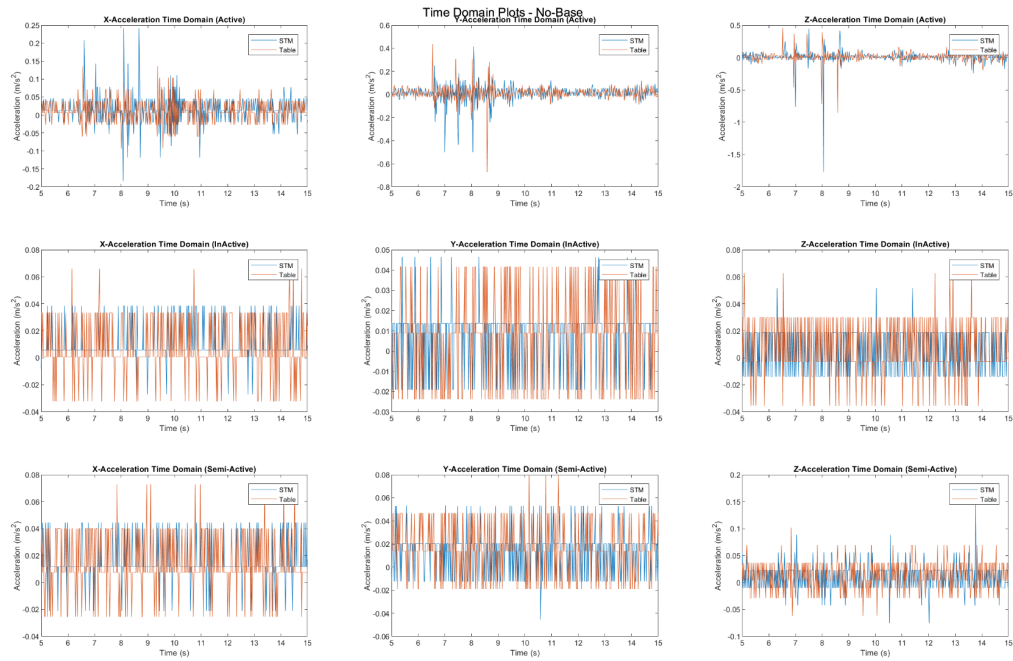 Time Domain Plots - No-Base
X-Acceleration Time Domain (Active)
Y-Acceleration Time Domain (Active)
Z-Acceleration Time Domain (Active)
0.25
0.2
0.15
0.1
0.05
0
-0.05
-0.1
-0.15
-0.2
Acceleration (m/s²)
STM
Table
5 6 7 8 9 10 11 12 13 14 15
Time (s)
0.6
0.4
0.2
0
-0.2
-0.4
-0.6
-0.8
Acceleration (m/s²)
STM
Table
5 6 7 8 9 10 11 12 13 14 15
Time (s)
0.5
0
-0.5
-1
-1.5
-2
Acceleration (m/s²)
STM
Table
5 6 7 8 9 10 11 12 13 14 15
Time (s)
X-Acceleration Time Domain (InActive)
Y-Acceleration Time Domain (InActive)
Z-Acceleration Time Domain (InActive)
0.08
0.06
0.04
0.02
0
-0.02
-0.04
Acceleration (m/s²)
STM
Table
5 6 7 8 9 10 11 12 13 14 15
Time (s)
0.05
0.04
0.03
0.02
0.01
0
-0.01
-0.02
-0.03
Acceleration (m/s²)
STM
Table
5 6 7 8 9 10 11 12 13 14 15
Time (s)
0.08
0.06
0.04
0.02
0
-0.02
-0.04
Acceleration (m/s²)
STM
Table
5 6 7 8 9 10 11 12 13 14 15
Time (s)
X-Acceleration Time Domain (Semi-Active)
Y-Acceleration Time Domain (Semi-Active)
Z-Acceleration Time Domain (Semi-Active)
0.08
0.06
0.04
0.02
0
-0.02
-0.04
Acceleration (m/s²)
STM
Table
5 6 7 8 9 10 11 12 13 14 15
Time (s)
0.08
0.06
0.04
0.02
0
-0.02
-0.04
-0.06
Acceleration (m/s²)
STM
Table
5 6 7 8 9 10 11 12 13 14 15
Time (s)
0.2
0.15
0.1
0.05
0
-0.05
-0.1
Acceleration (m/s²)
STM
Table
5 6 7 8 9 10 11 12 13 14 15
Time (s)